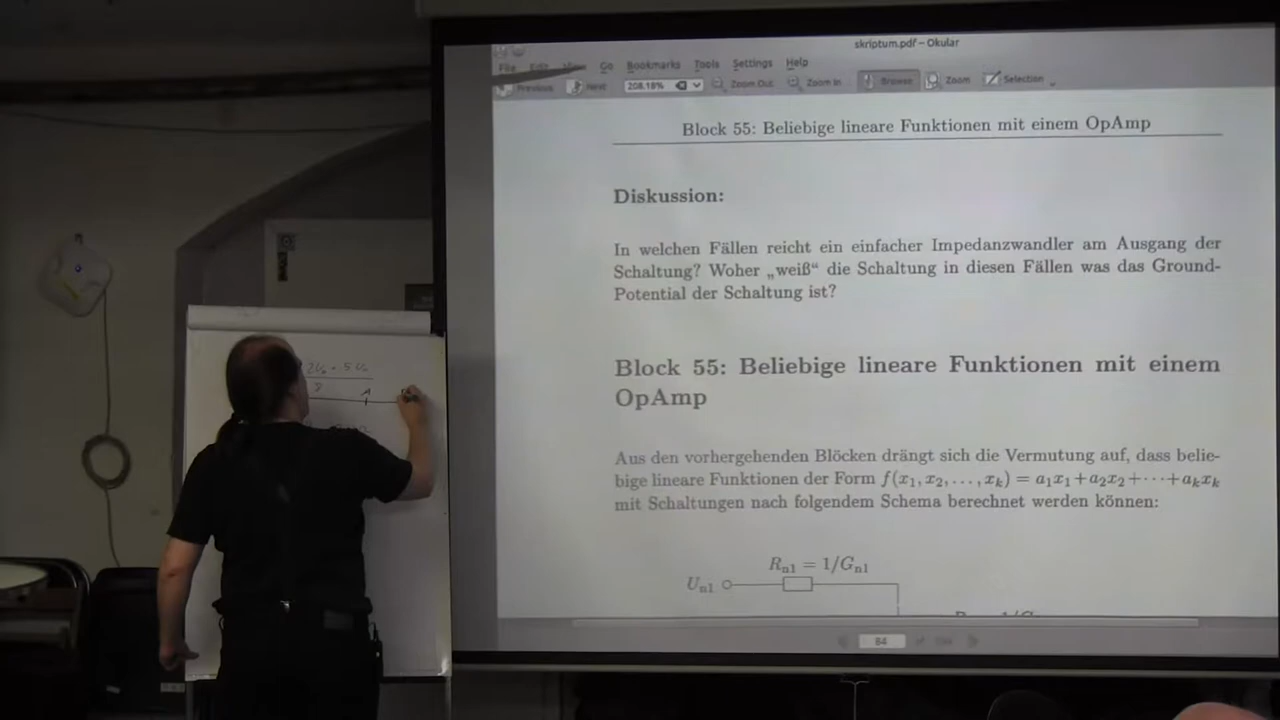 skriptum.pdf – Okular
File Edit View Go Bookmarks Tools Settings Help
Previous Next 208.18% Zoom Out Zoom In Browse Zoom Selection
Block 55: Beliebige lineare Funktionen mit einem OpAmp
Diskussion:
In welchen Fällen reicht ein einfacher Impedanzwandler am Ausgang der
Schaltung? Woher „weiß“ die Schaltung in diesen Fällen was das Ground-
Potential der Schaltung ist?
Block 55: Beliebige lineare Funktionen mit einem
OpAmp
Aus den vorhergehenden Blöcken drängt sich die Vermutung auf, dass belie-
bige lineare Funktionen der Form f(x₁, x₂, . . . , xₖ) = a₁x₁ + a₂x₂ + · · · + aₖxₖ
mit Schaltungen nach folgendem Schema berechnet werden können:
Rₙ₁ = 1/Gₙ₁
Uₙ₁
84